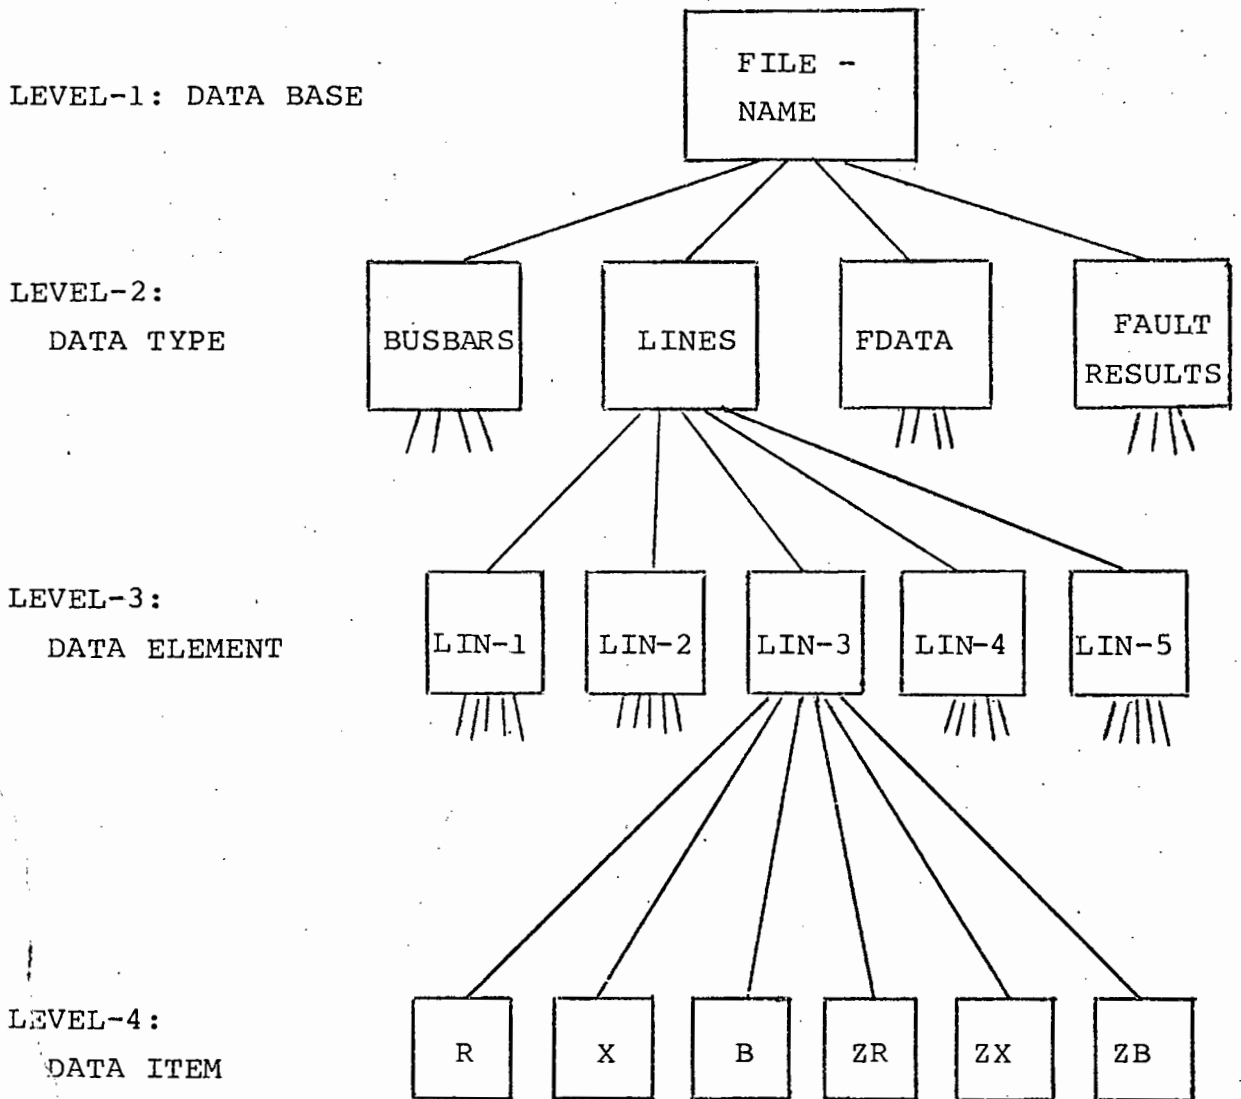 FILE -
NAME
LEVEL-1: DATA BASE
LEVEL-2:
DATA TYPE
BUSBARS
LINES
FDATA
FAULT
RESULTS
LEVEL-3:
DATA ELEMENT
LIN-1
LIN-2
LIN-3
LIN-4
LIN-5
LEVEL-4:
DATA ITEM
R
X
B
ZR
ZX
ZB